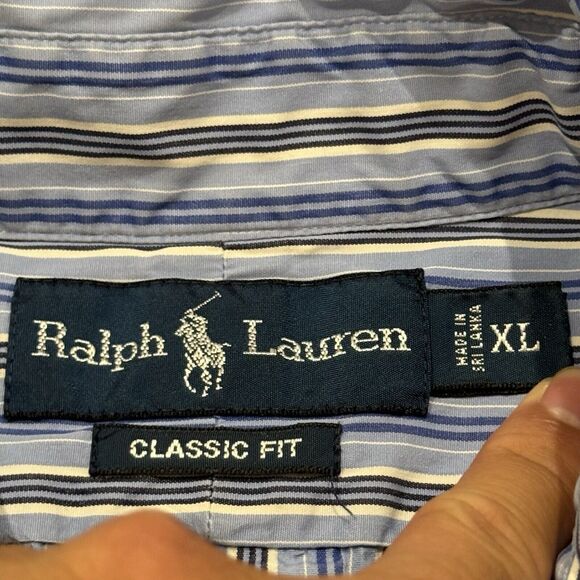 Ralph Lauren
MADE IN
SRI LANKA
XL
CLASSIC FIT